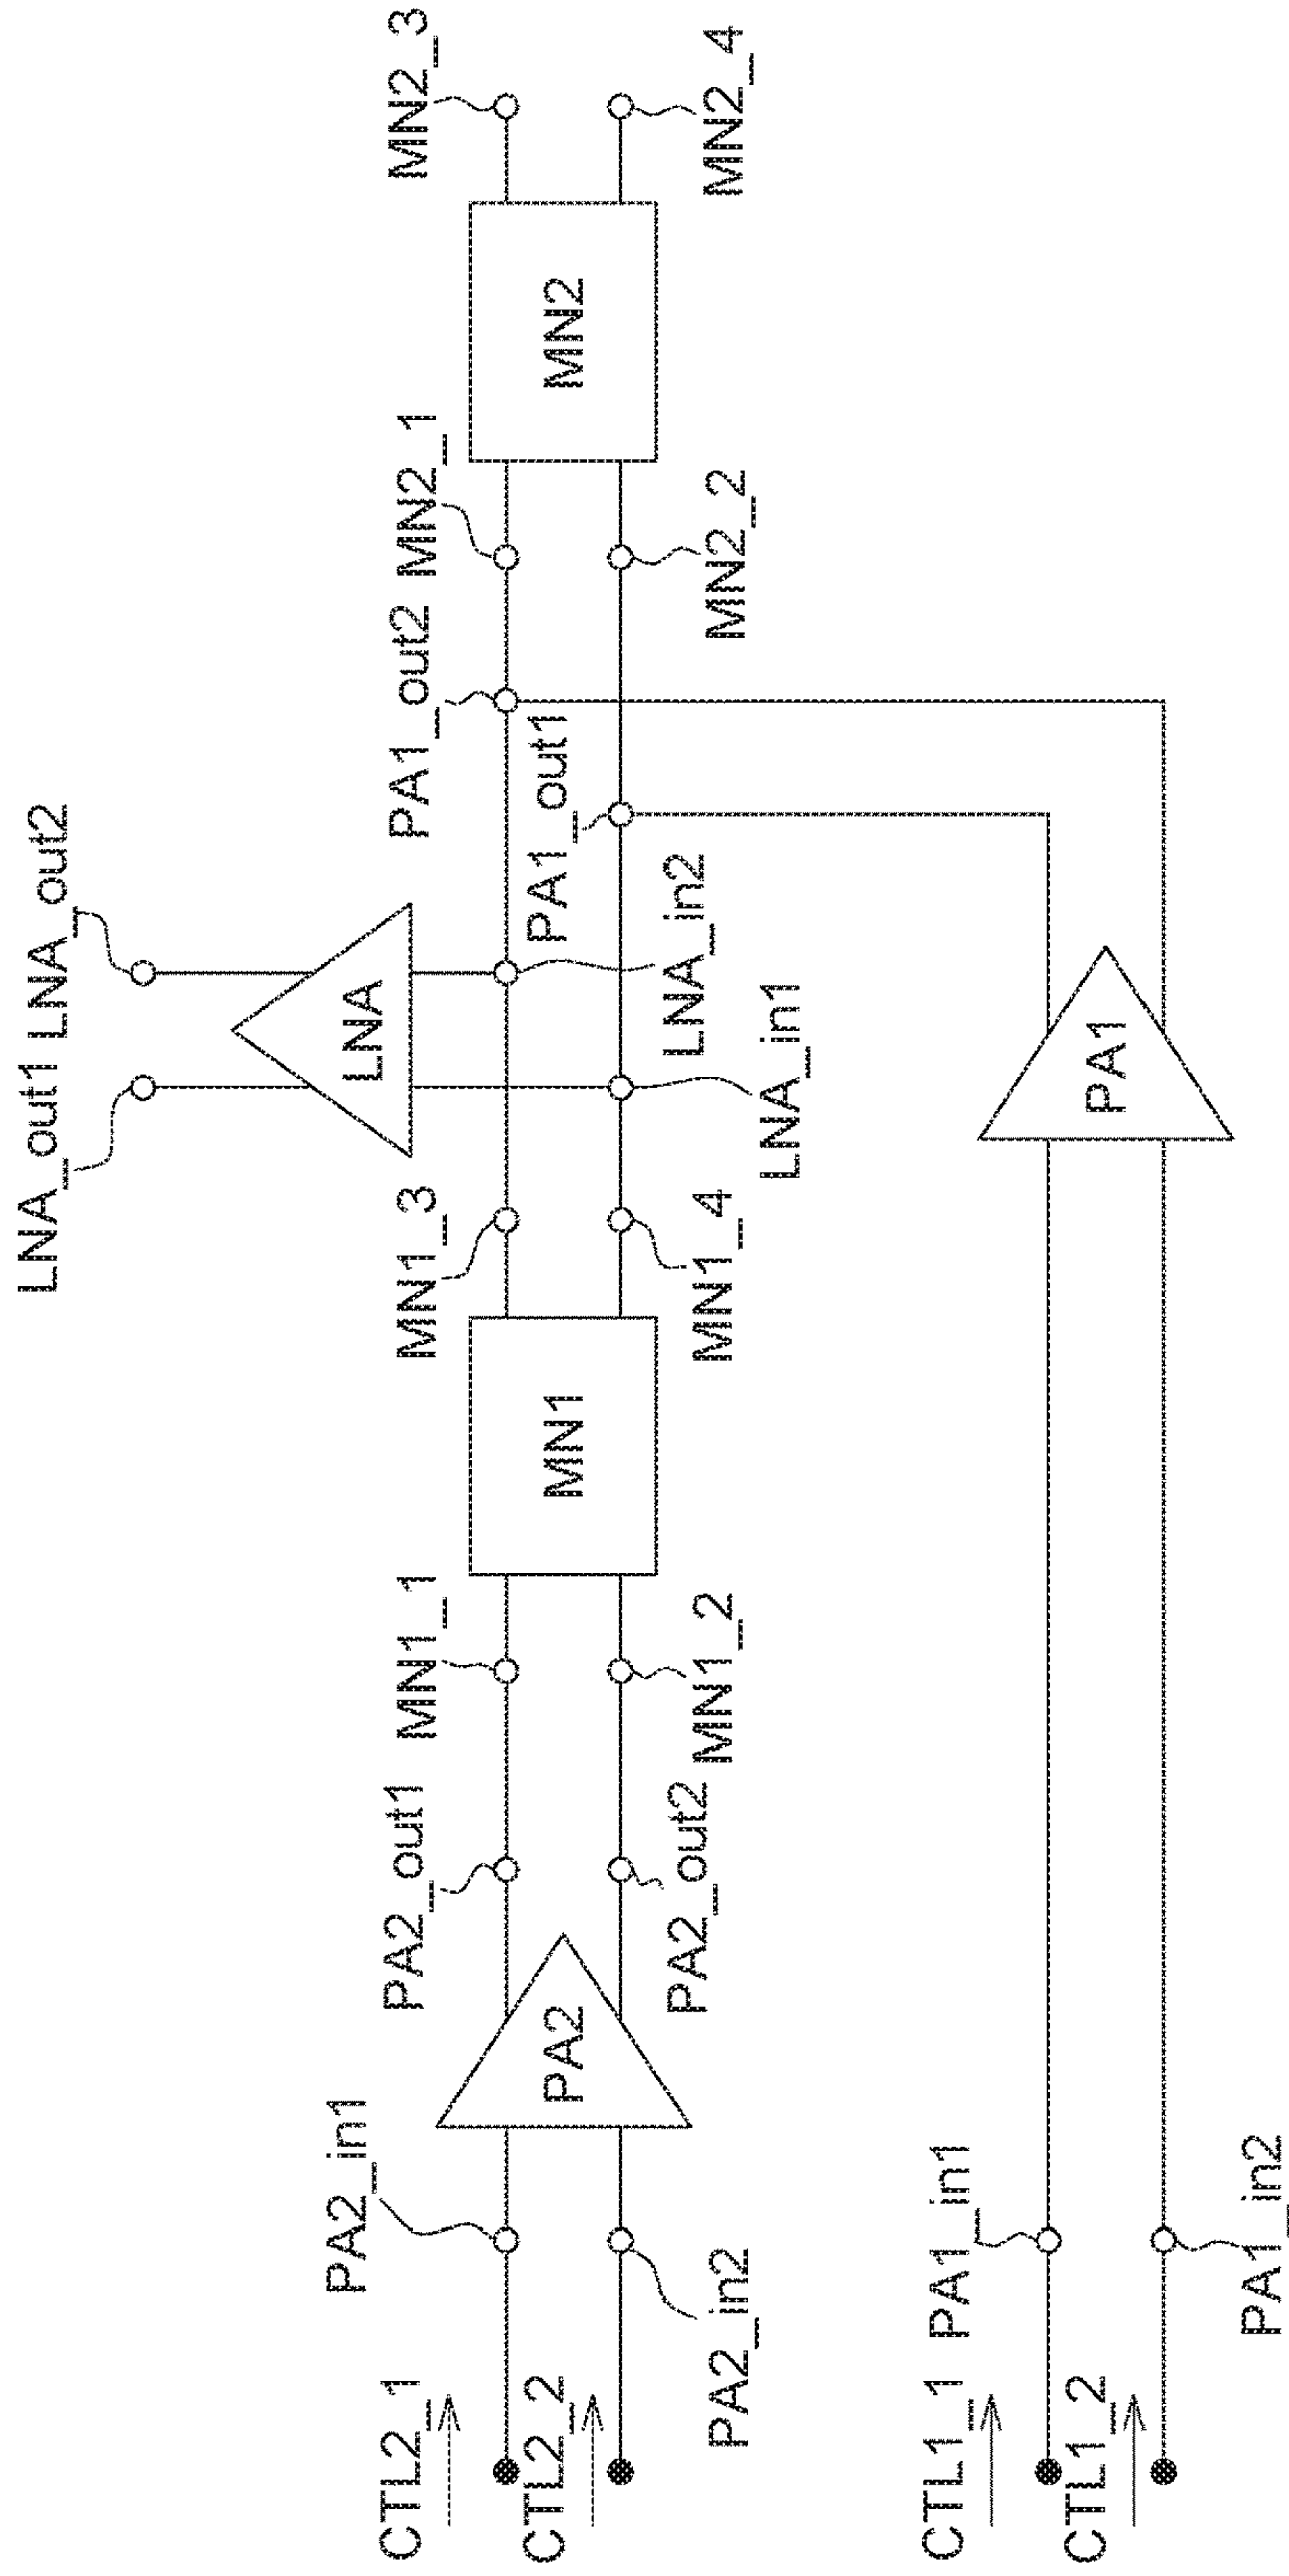 LNA_out1
LNA_out2
LNA
MN2_3
CTL2_1
PA2_in1
PA2_out1
MN1_1
MN1_3
PA1_out2
MN2_1
PA2
MN1
PA1_out1
MN2
CTL2_2
PA2_in2
PA2_out2
MN1_2
MN1_4
LNA_in1
LNA_in2
MN2_2
MN2_4
CTL1_1
PA1_in1
PA1
CTL1_2
PA1_in2